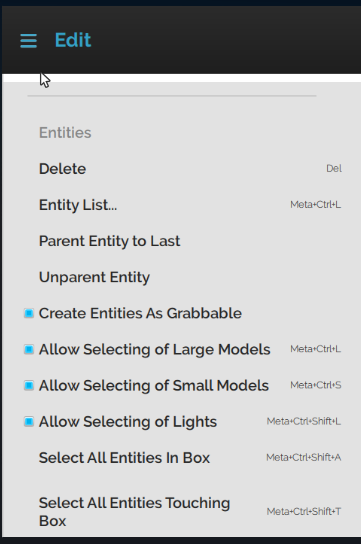 Edit
Entities
Delete Del
Entity List... Meta+Ctrl+L
Parent Entity to Last
Unparent Entity
Create Entities As Grabbable
Allow Selecting of Large Models Meta+Ctrl+L
Allow Selecting of Small Models Meta+Ctrl+S
Allow Selecting of Lights Meta+Ctrl+Shift+L
Select All Entities In Box Meta+Ctrl+Shift+A
Select All Entities Touching
Box Meta+Ctrl+Shift+T